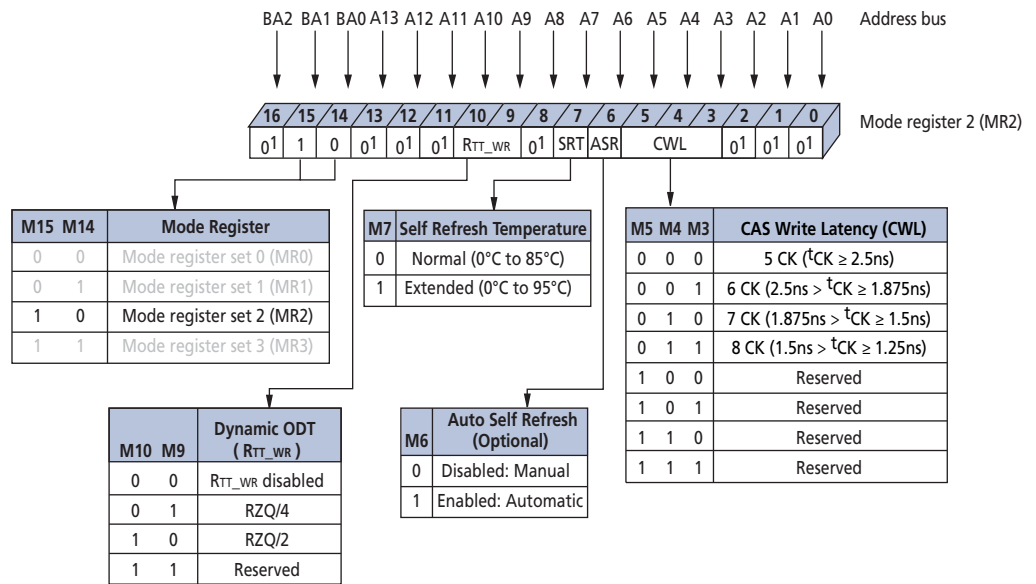 BA2 BA1 BA0 A13 A12 A11 A10 A9 A8 A7 A6 A5 A4 A3 A2 A1 A0 Address bus
16 15 14 13 12 11 10 9 8 7 6 5 4 3 2 1 0
Mode register 2 (MR2)
0¹ 1 0 0¹ 0¹ 0¹ RTT_WR 0¹ SRT ASR CWL 0¹ 0¹ 0¹
M15 M14 Mode Register
0 0 Mode register set 0 (MR0)
0 1 Mode register set 1 (MR1)
1 0 Mode register set 2 (MR2)
1 1 Mode register set 3 (MR3)
M7 Self Refresh Temperature
0 Normal (0°C to 85°C)
1 Extended (0°C to 95°C)
M5 M4 M3 CAS Write Latency (CWL)
0 0 0 5 CK (ᵗCK ≥ 2.5ns)
0 0 1 6 CK (2.5ns > ᵗCK ≥ 1.875ns)
0 1 0 7 CK (1.875ns > ᵗCK ≥ 1.5ns)
0 1 1 8 CK (1.5ns > ᵗCK ≥ 1.25ns)
1 0 0 Reserved
1 0 1 Reserved
1 1 0 Reserved
1 1 1 Reserved
M10 M9 Dynamic ODT
( RTT_WR )
0 0 RTT_WR disabled
0 1 RZQ/4
1 0 RZQ/2
1 1 Reserved
M6 Auto Self Refresh
(Optional)
0 Disabled: Manual
1 Enabled: Automatic